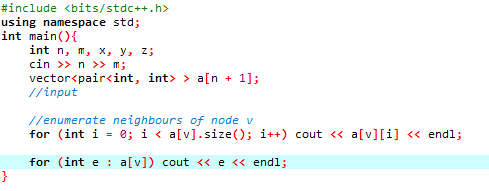 #include <bits/stdc++.h>
using namespace std;
int main(){
    int n, m, x, y, z;
    cin >> n >> m;
    vector<pair<int, int> > a[n + 1];
    //input

    //enumerate neighbours of node v
    for (int i = 0; i < a[v].size(); i++) cout << a[v][i] << endl;

    for (int e : a[v]) cout << e << endl;
}